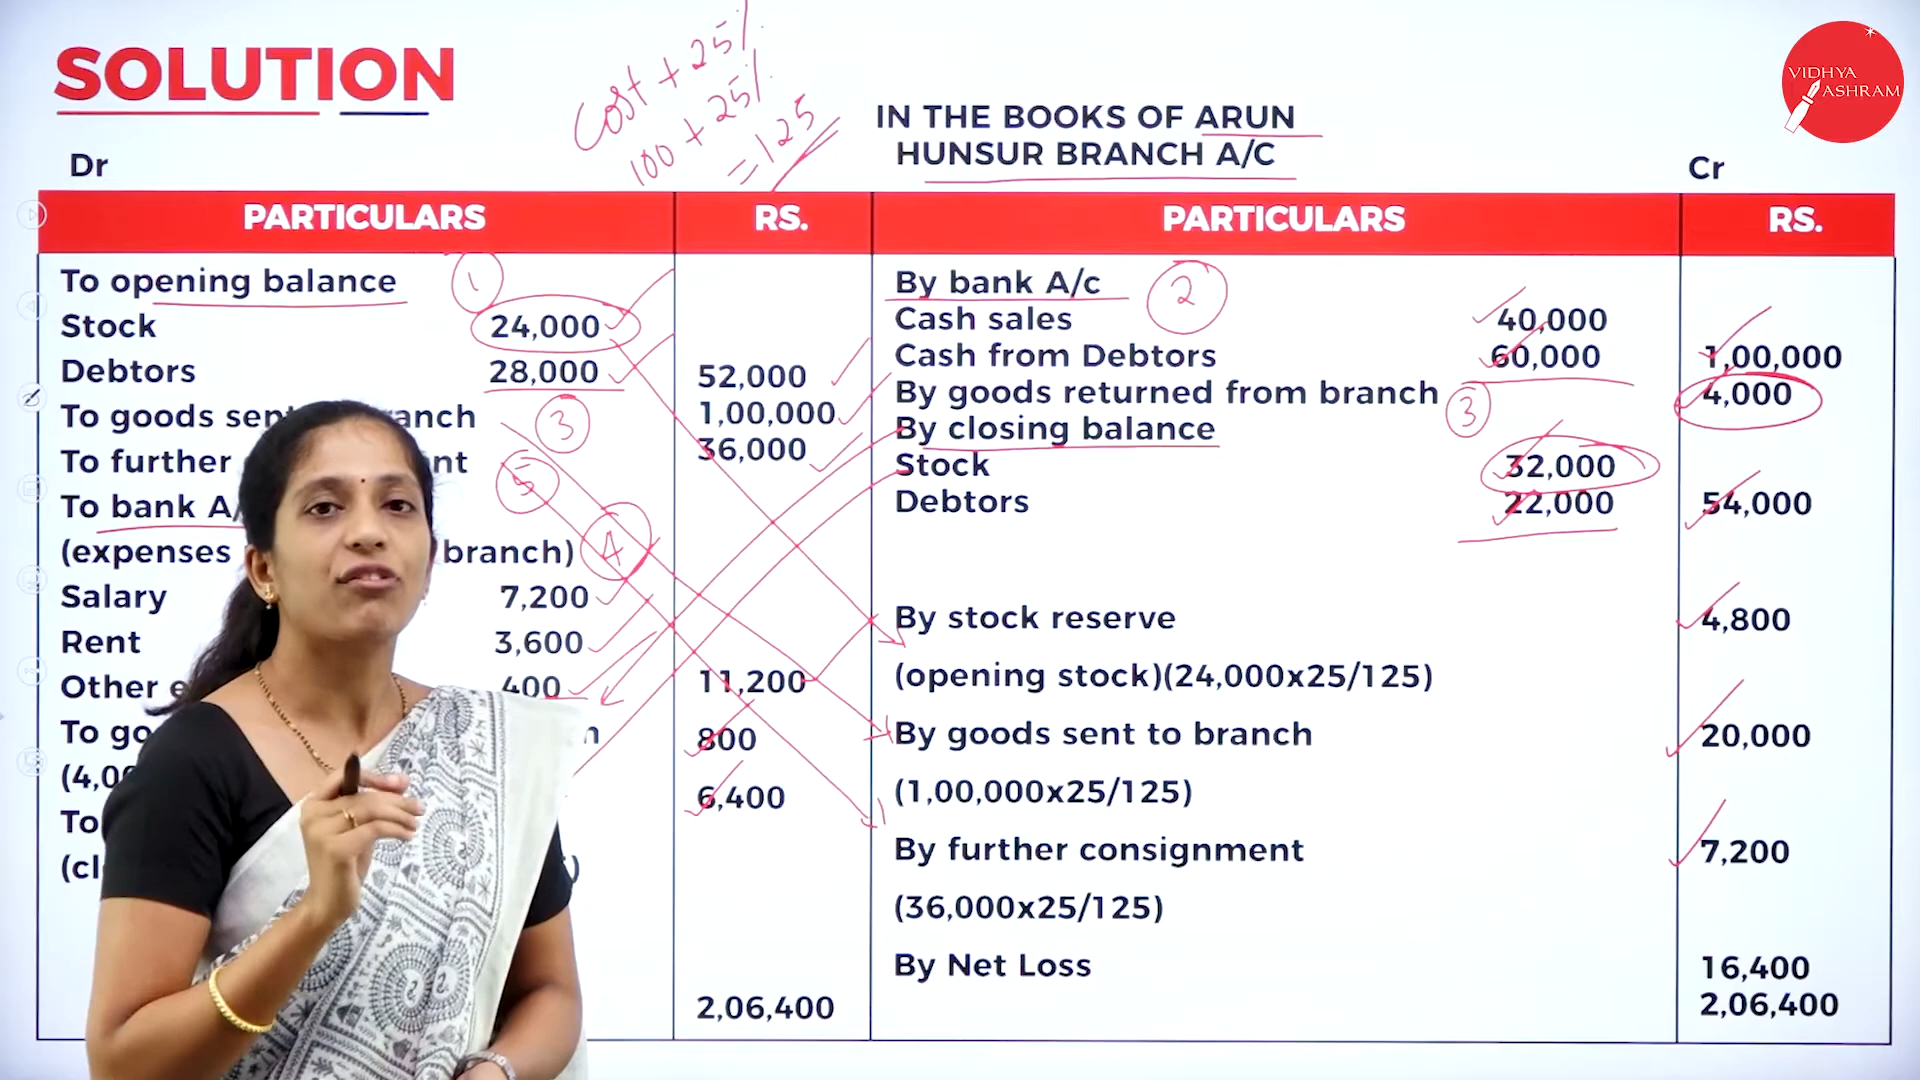 SOLUTION
Cost + 25%
100 + 25%
= 125
VIDHYA
ASHRAM
IN THE BOOKS OF ARUN
HUNSUR BRANCH A/C
Dr
Cr
PARTICULARS RS. PARTICULARS RS.
To opening balance 1
Stock 24,000
Debtors 28,000 52,000
To goods sent 3 1,00,000
To further 5 36,000
To bank
(expenses branch) 4
Salary 7,200
Rent 3,600
Other 400 11,200
To 800
6,400
To
2,06,400
By bank A/c 2
Cash sales 40,000
Cash from Debtors 60,000 1,00,000
By goods returned from branch 3 4,000
By closing balance
Stock 32,000
Debtors 22,000 54,000
By stock reserve 4,800
(opening stock)(24,000x25/125)
By goods sent to branch 20,000
(1,00,000x25/125)
By further consignment 7,200
(36,000x25/125)
By Net Loss 16,400
2,06,400